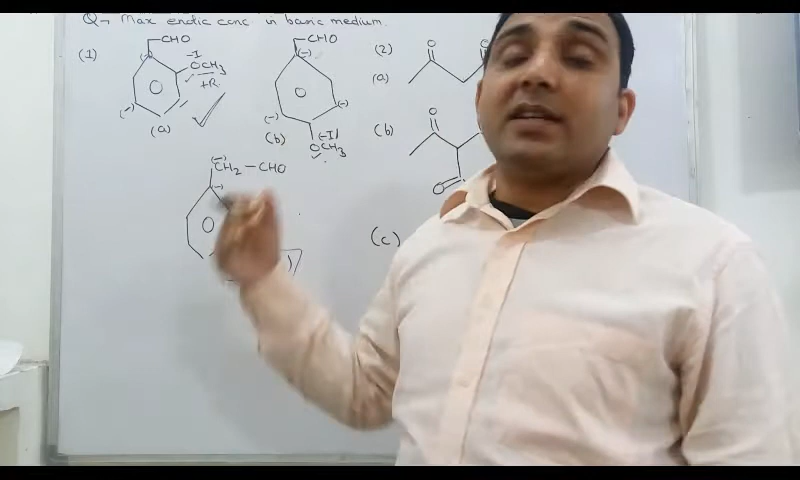 Q→ Max enolic conc in basic medium.
(1)
CHO
(-)
-I
OCH3
+R
(-)
(a)
CHO
(-)
(-)
(-)
(b)
(-I)
OCH3
(2)
O
O
(a)
(b)
O
O
(-)
CH2-CHO
(-)
(c)